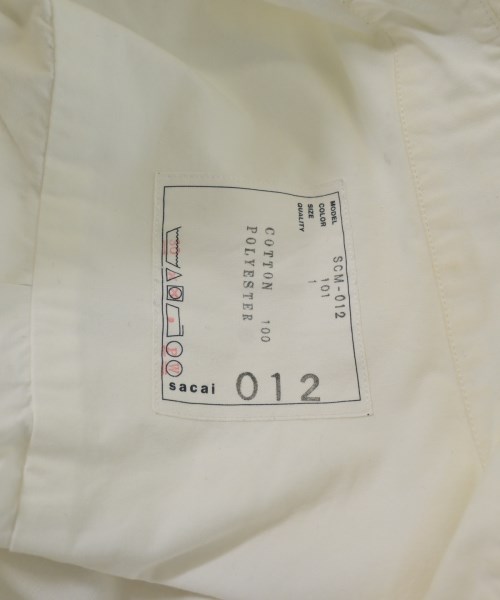 MODEL SCM-012
COLOR 101
SIZE 1
QUALITY
COTTON 100
POLYESTER
sacai 012